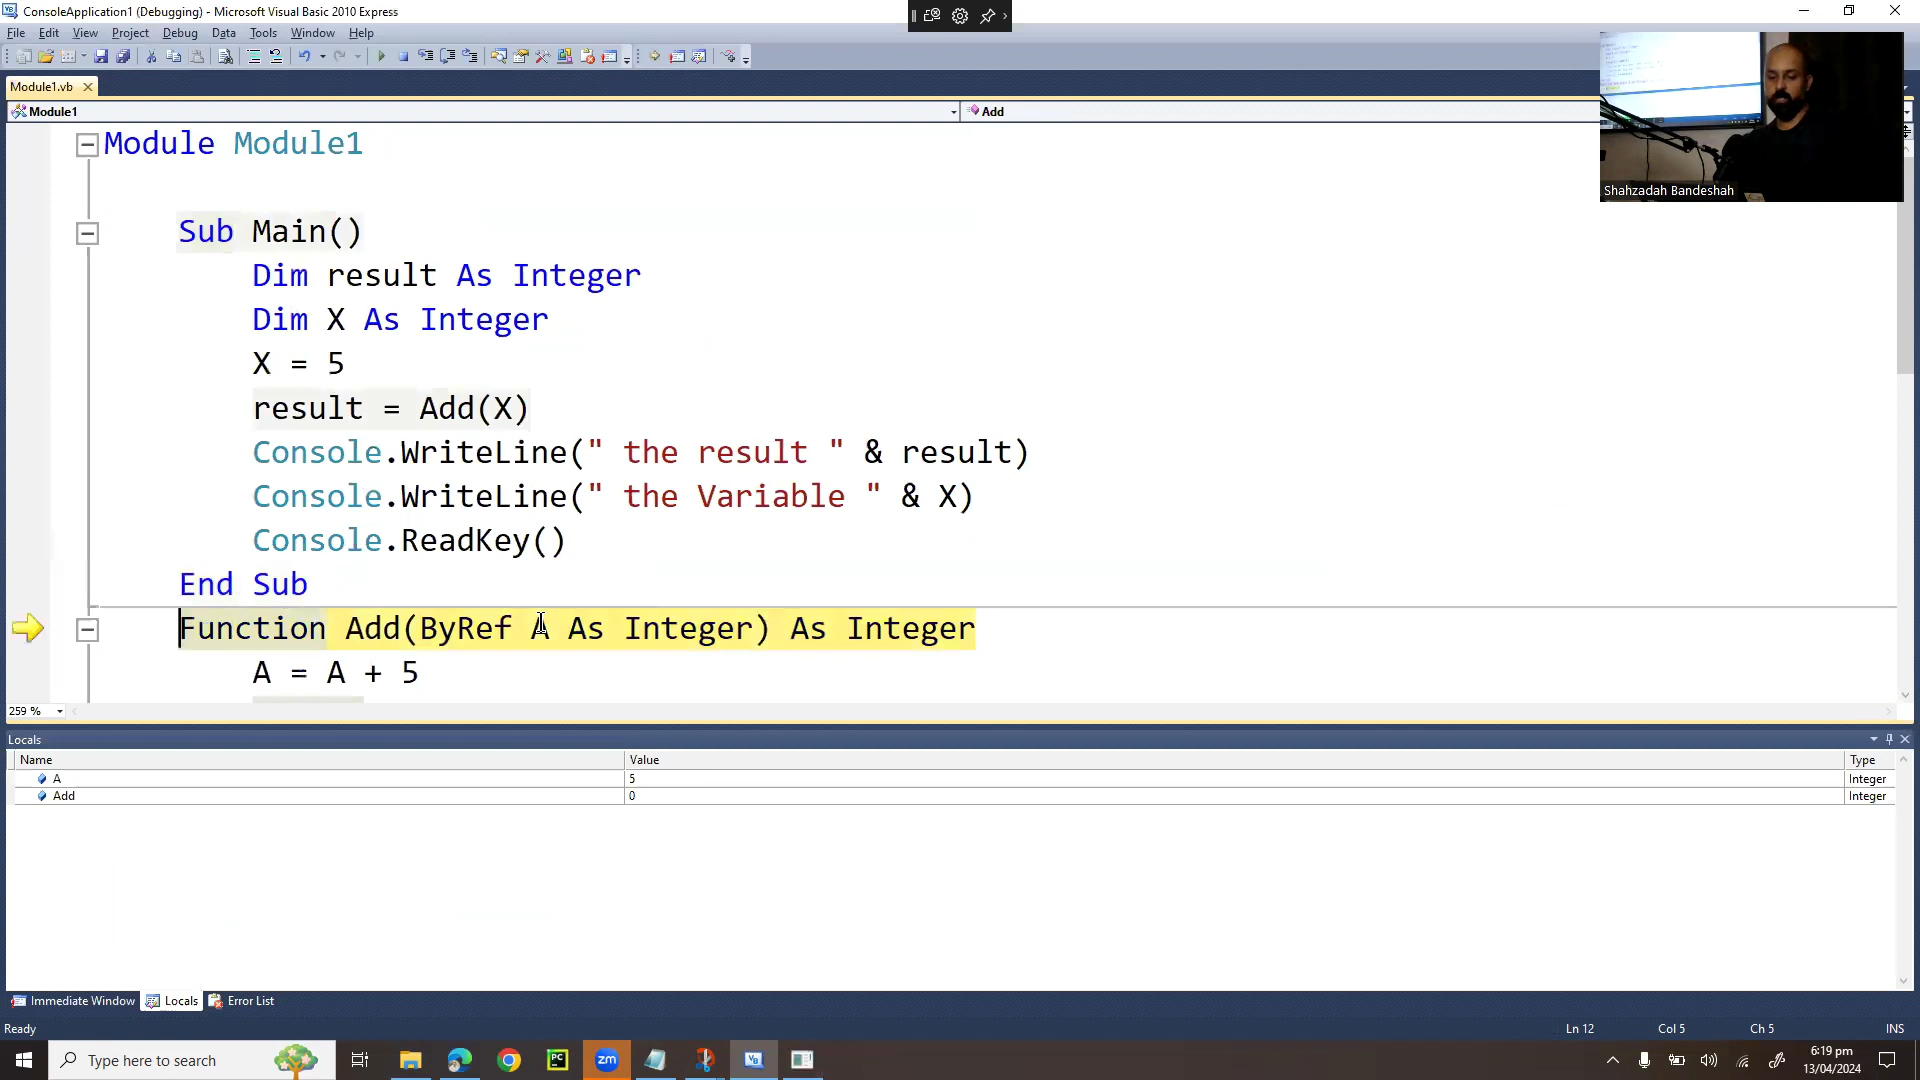 ConsoleApplication1 (Debugging) - Microsoft Visual Basic 2010 Express
File Edit View Project Debug Data Tools Window Help
Module1.vb
Module1 Add
Module Module1
Sub Main()
Dim result As Integer
Dim X As Integer
X = 5
result = Add(X)
Console.WriteLine(" the result " & result)
Console.WriteLine(" the Variable " & X)
Console.ReadKey()
End Sub
Function Add(ByRef A As Integer) As Integer
A = A + 5
Shahzadah Bandeshah
259 %
Locals
Name Value Type
A 5 Integer
Add 0 Integer
Immediate Window Locals Error List
Ready Ln 12 Col 5 Ch 5 INS
Type here to search
PC
zm
VB
6:19 pm
13/04/2024